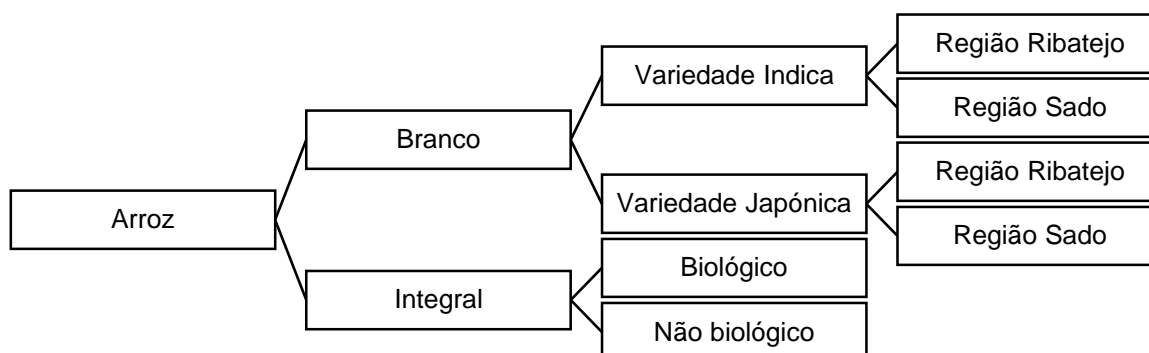 Arroz
Branco
Variedade Indica
Região Ribatejo
Região Sado
Variedade Japónica
Região Ribatejo
Região Sado
Integral
Biológico
Não biológico